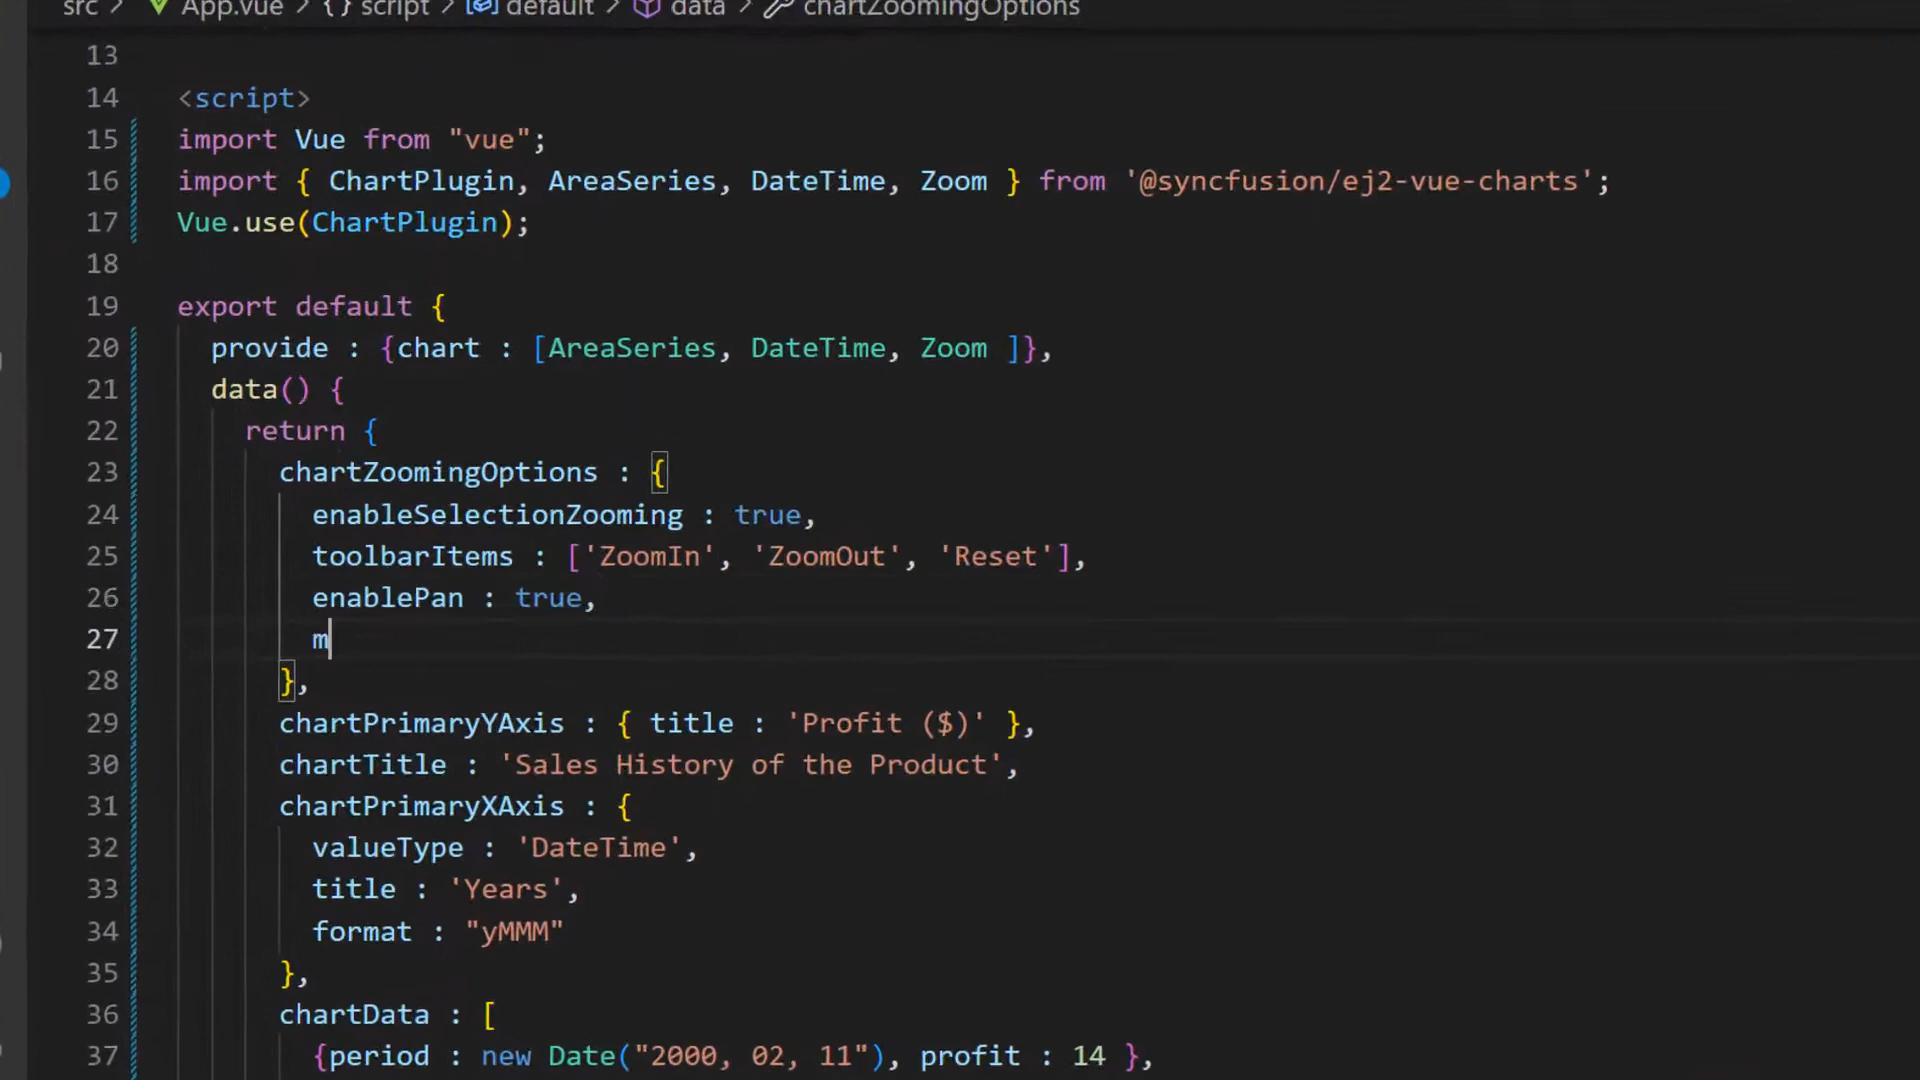 src > App.vue > {} script > default > data > chartZoomingOptions
13
14 <script>
15 import Vue from "vue";
16 import { ChartPlugin, AreaSeries, DateTime, Zoom } from '@syncfusion/ej2-vue-charts';
17 Vue.use(ChartPlugin);
18
19 export default {
20 provide : {chart : [AreaSeries, DateTime, Zoom ]},
21 data() {
22 return {
23 chartZoomingOptions : {
24 enableSelectionZooming : true,
25 toolbarItems : ['ZoomIn', 'ZoomOut', 'Reset'],
26 enablePan : true,
27 m
28 },
29 chartPrimaryYAxis : { title : 'Profit ($)' },
30 chartTitle : 'Sales History of the Product',
31 chartPrimaryXAxis : {
32 valueType : 'DateTime',
33 title : 'Years',
34 format : "yMMM"
35 },
36 chartData : [
37 {period : new Date("2000, 02, 11"), profit : 14 },